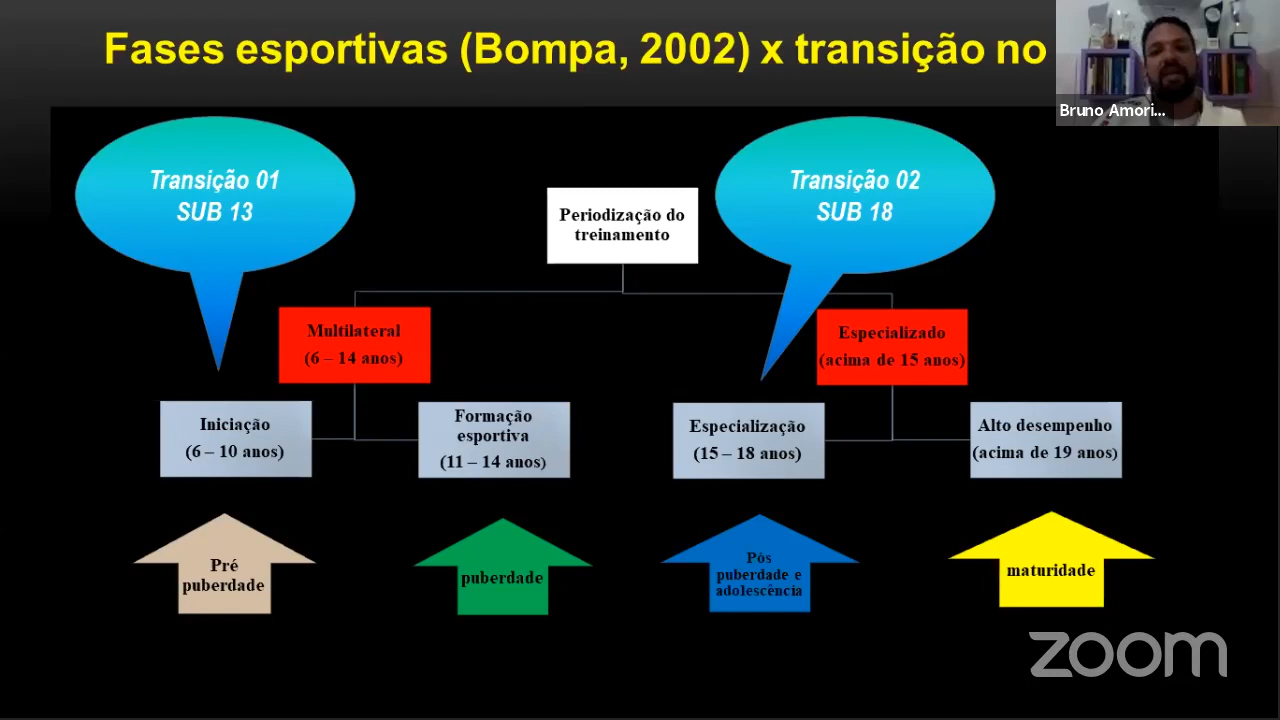 Fases esportivas (Bompa, 2002) x transição no
Bruno Amori...
Transição 01
SUB 13
Transição 02
SUB 18
Periodização do
treinamento
Multilateral
(6 – 14 anos)
Especializado
(acima de 15 anos)
Iniciação
(6 – 10 anos)
Formação
esportiva
(11 – 14 anos)
Especialização
(15 – 18 anos)
Alto desempenho
(acima de 19 anos)
Pré
puberdade
puberdade
Pós
puberdade e
adolescência
maturidade
zoom